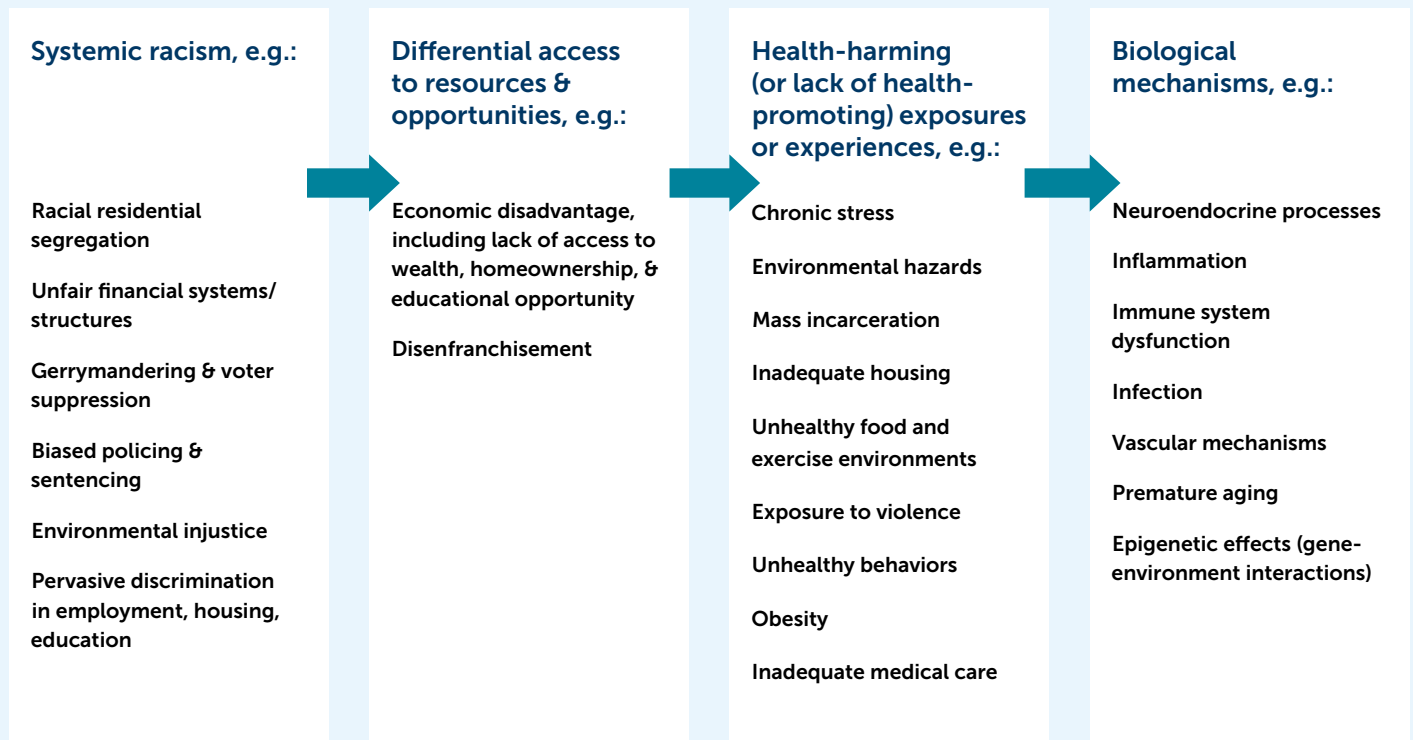 Systemic racism, e.g.:
Racial residential
segregation
Unfair financial systems/
structures
Gerrymandering & voter
suppression
Biased policing &
sentencing
Environmental injustice
Pervasive discrimination
in employment, housing,
education
Differential access
to resources &
opportunities, e.g.:
Economic disadvantage,
including lack of access to
wealth, homeownership, &
educational opportunity
Disenfranchisement
Health-harming
(or lack of health-
promoting) exposures
or experiences, e.g.:
Chronic stress
Environmental hazards
Mass incarceration
Inadequate housing
Unhealthy food and
exercise environments
Exposure to violence
Unhealthy behaviors
Obesity
Inadequate medical care
Biological
mechanisms, e.g.:
Neuroendocrine processes
Inflammation
Immune system
dysfunction
Infection
Vascular mechanisms
Premature aging
Epigenetic effects (gene-
environment interactions)